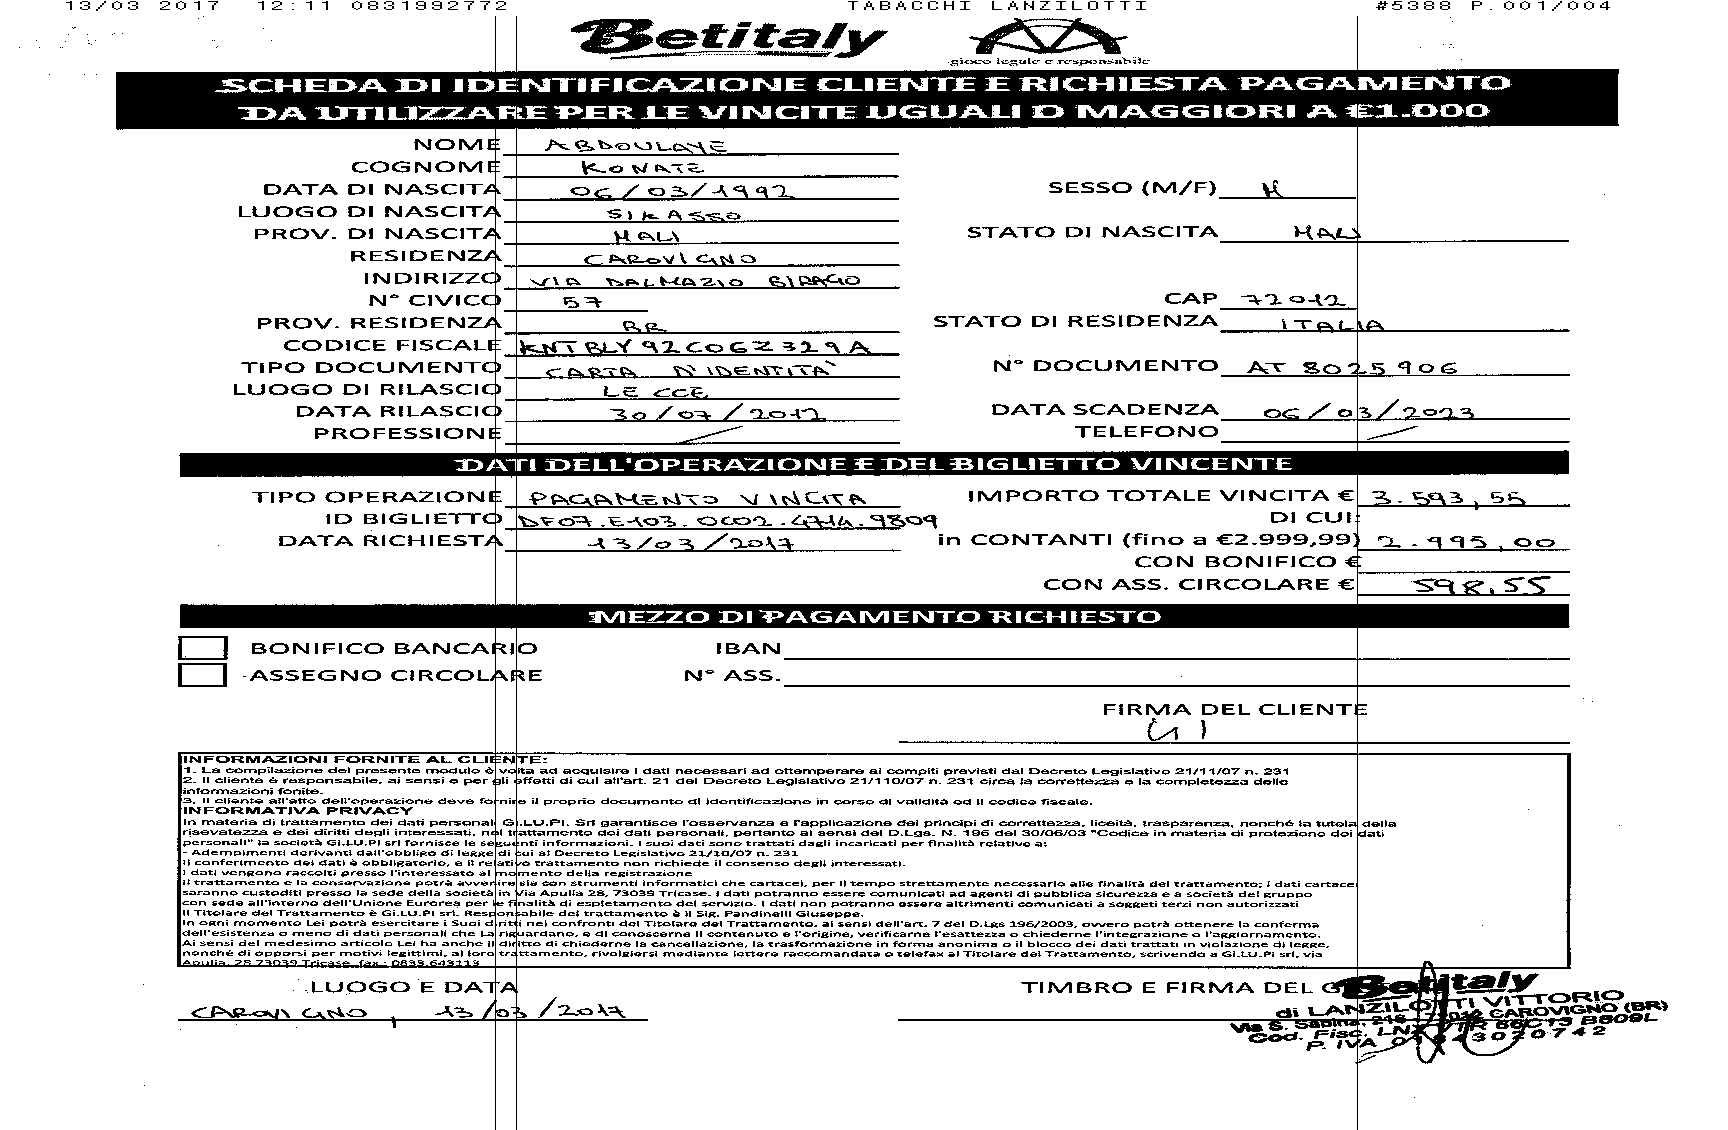 13/03 2017 12:11 0831992772 TABACCHI LANZILOTTI #5388 P.001/004
Betitaly
gioco legale e responsabile
SCHEDA DI IDENTIFICAZIONE CLIENTE E RICHIESTA PAGAMENTO
DA UTILIZZARE PER LE VINCITE UGUALI O MAGGIORI A €1.000
NOME ABDOULAYE
COGNOME KONATE
DATA DI NASCITA 06/03/1992 SESSO (M/F) M
LUOGO DI NASCITA SIKASSO
PROV. DI NASCITA MALI STATO DI NASCITA MALI
RESIDENZA CAROVIGNO
INDIRIZZO VIA DALMAZIO BIRAGO
N° CIVICO 57 CAP 72012
PROV. RESIDENZA BR STATO DI RESIDENZA ITALIA
CODICE FISCALE KNTBLY92C06Z329A
TIPO DOCUMENTO CARTA D'IDENTITA' N° DOCUMENTO AT 8025906
LUOGO DI RILASCIO LECCE
DATA RILASCIO 30/07/2012 DATA SCADENZA 06/03/2023
PROFESSIONE / TELEFONO /
DATI DELL'OPERAZIONE E DEL BIGLIETTO VINCENTE
TIPO OPERAZIONE PAGAMENTO VINCITA IMPORTO TOTALE VINCITA € 3.593,55
ID BIGLIETTO DF07.E103.0C02.4714.9809 DI CUI:
DATA RICHIESTA 13/03/2017 in CONTANTI (fino a €2.999,99) 2.995,00
CON BONIFICO €
CON ASS. CIRCOLARE € 598,55
MEZZO DI PAGAMENTO RICHIESTO
BONIFICO BANCARIO IBAN
ASSEGNO CIRCOLARE N° ASS.
FIRMA DEL CLIENTE
INFORMAZIONI FORNITE AL CLIENTE:
1. La compilazione del presente modulo è volta ad acquisire i dati necessari ad ottemperare ai compiti previsti dal Decreto Legislativo 21/11/07 n. 231
2. Il cliente è responsabile, ai sensi e per gli effetti di cui all'art. 21 del Decreto Legislativo 21/110/07 n. 231 circa la correttezza e la completezza delle
informazioni fonite.
3. Il cliente all'atto dell'operazione deve fornire il proprio documento di identificazione in corso di validità ed il codice fiscale.
INFORMATIVA PRIVACY
In materia di trattamento dei dati personali GI.LU.PI. Srl garantisce l'osservanza e l'applicazione dei principi di correttezza, liceità, trasparenza, nonché la tutela della
risevatezza e dei diritti degli interessati, nel trattamento dei dati personali, pertanto ai sensi del D.Lgs. N. 196 del 30/06/03 "Codice in materia di protezione dei dati
personali" la società GI.LU.PI srl fornisce le seguenti informazioni. I suoi dati sono trattati dagli incaricati per finalità relative a:
- Adempimenti derivanti dall'obbligo di legge di cui al Decreto Legislativo 21/10/07 n. 231
Il conferimento dei dati è obbligatorio, e il relativo trattamento non richiede il consenso degli interessati.
I dati vengono raccolti presso l'interessato al momento della registrazione
Il trattamento e la conservazione potrà avvenire sia con strumenti informatici che cartacei, per il tempo strettamente necessario alle finalità del trattamento; i dati cartacei
saranno custoditi presso la sede della società in Via Apulia 28, 73039 Tricase. I dati potranno essere comunicati ad agenti di pubblica sicurezza e a società del gruppo
con sede all'interno dell'Unione Eurorea per le finalità di espletamento del servizio. I dati non potranno essere altrimenti comunicati a soggeti terzi non autorizzati
Il Titolare del Trattamento è GI.LU.PI srl. Responsabile del trattamento è il Sig. Pandinelli Giuseppe.
In ogni momento Lei potrà esercitare i Suoi diritti nei confronti del Titolare del Trattamento, ai sensi dell'art. 7 del D.Lgs 196/2003, ovvero potrà ottenere la conferma
dell'esistenza o meno di dati personali che La riguardano, e di conoscerna il contenuto e l'origine, verificarne l'esattezza o chiederne l'integrazione o l'aggiornamento.
Ai sensi del medesimo articolo Lei ha anche il diritto di chiederne la cancellazione, la trasformazione in forma anonima o il blocco dei dati trattati in violazione di legge,
nonché di opporsi per motivi legittimi, al loro trattamento, rivolgiersi mediante lettere raccomandata o telefax al Titolare del Trattamento, scrivendo a GI.LU.PI srl, via
Apulia, 28 73039 Tricase, fax : 0833.643113
LUOGO E DATA TIMBRO E FIRMA DEL
CAROVIGNO, 13/03/2017
Betitaly
di LANZILOTTI VITTORIO
Via S. Sabina, CAROVIGNO (BR)
Cod. Fisc.
P. IVA